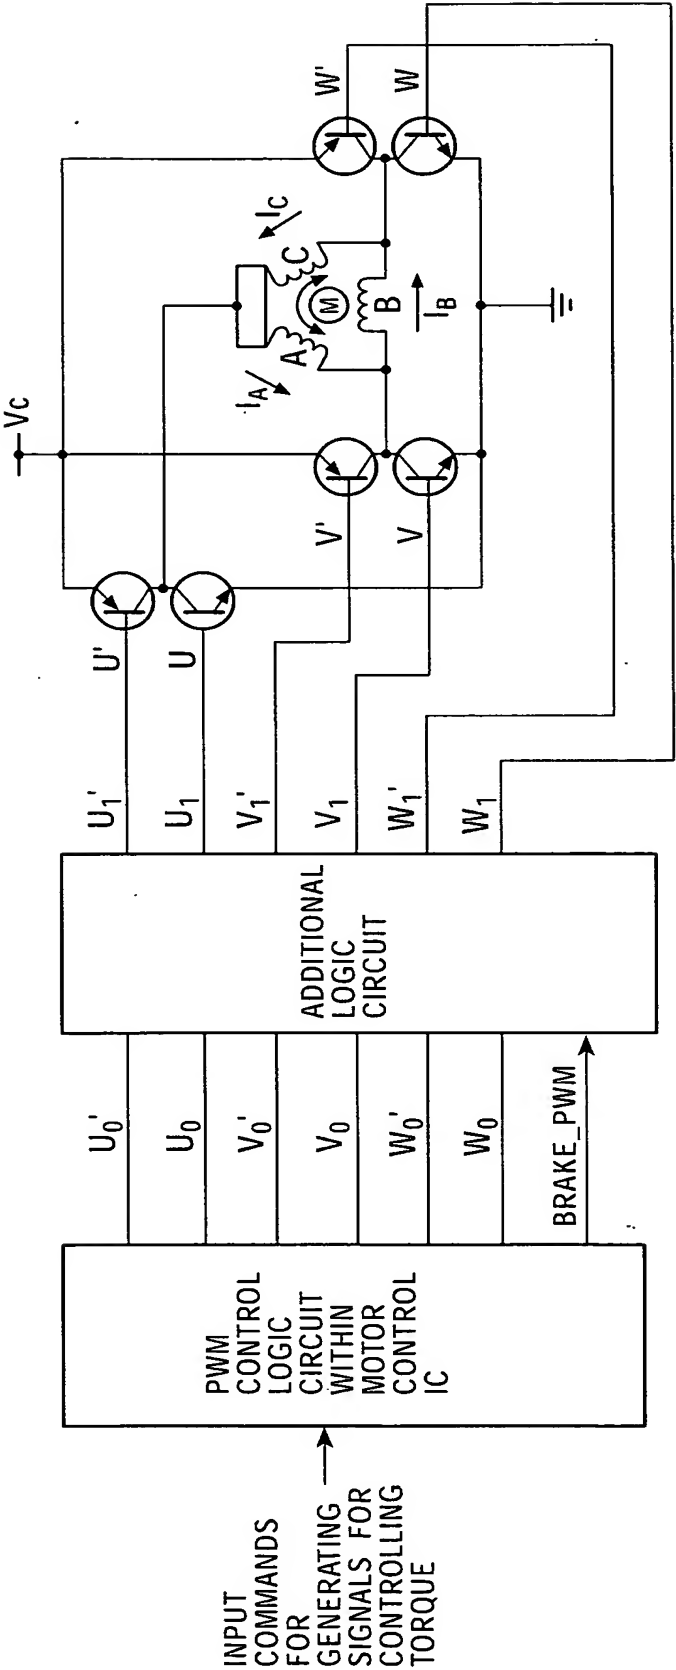 INPUT
COMMANDS
FOR
GENERATING
SIGNALS FOR
CONTROLLING
TORQUE
PWM
CONTROL
LOGIC
CIRCUIT
WITHIN
MOTOR
CONTROL
IC
U0'
U0
V0'
V0
W0'
W0
BRAKE_PWM
ADDITIONAL
LOGIC
CIRCUIT
U1'
U1
V1'
V1
W1'
W1
U'
U
V'
V
W'
W
VC
IA
A
M
C
IC
B
IB